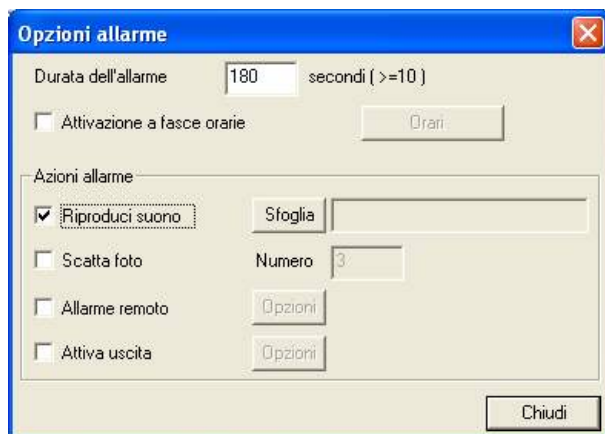 Opzioni allarme
Durata dell'allarme 180 secondi ( >=10 )
Attivazione a fasce orarie Orari
Azioni allarme
Riproduci suono Sfoglia
Scatta foto Numero 3
Allarme remoto Opzioni
Attiva uscita Opzioni
Chiudi